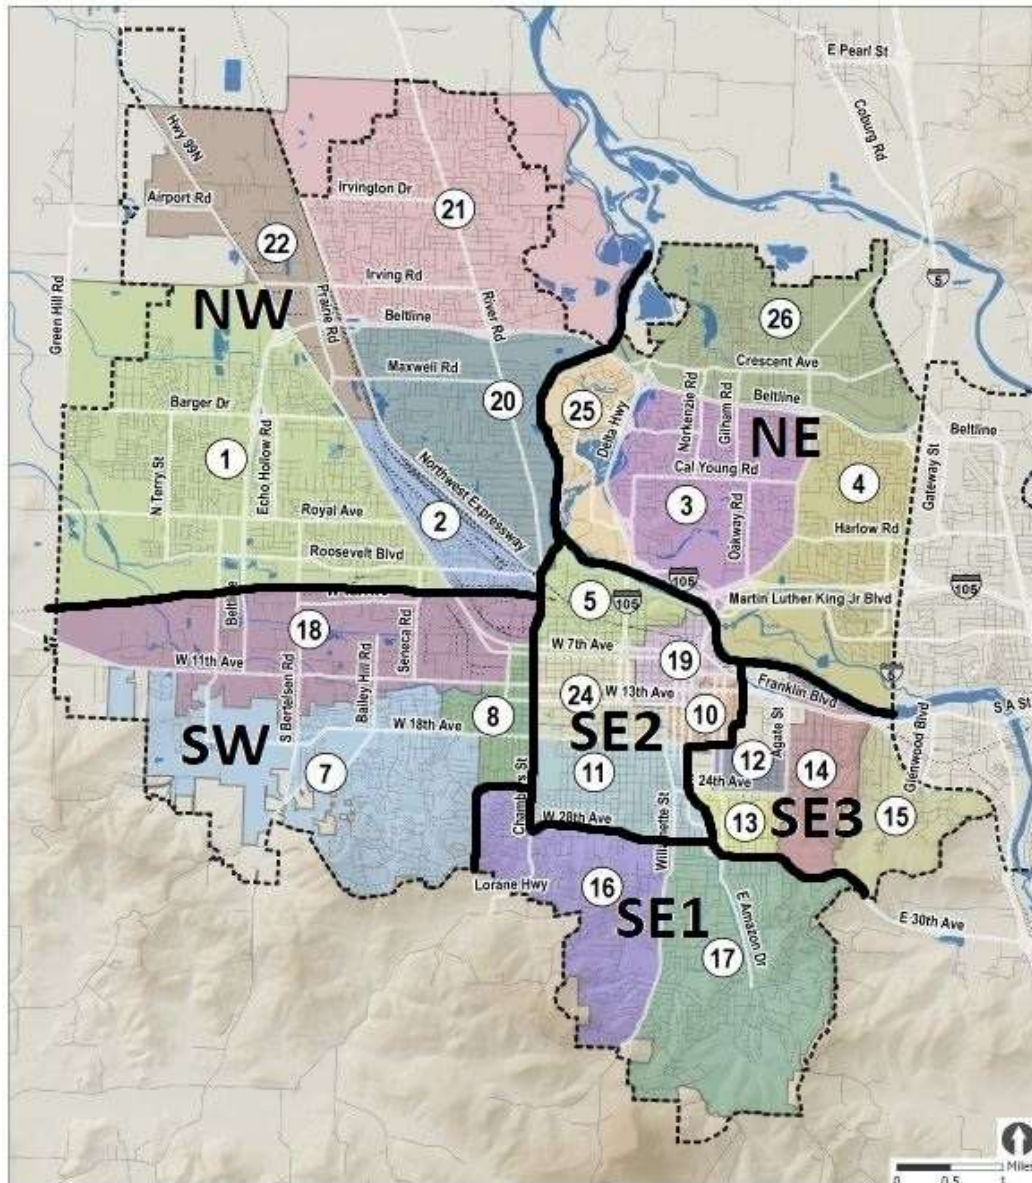 E Pearl St
Coburg Rd
Hwy 99N
Airport Rd
Irvington Dr
21
22
Green Hill Rd
Irving Rd
5
NW
Prairie Rd
River Rd
Beltline
26
Crescent Ave
Maxwell Rd
20
Norkenzie Rd
Gilham Rd
Beltline
25
Delta Hwy
NE
Barger Dr
Gateway St
Beltline
1
N Terry St
Echo Hollow Rd
Cal Young Rd
4
Northwest Expressway
2
3
Oakway Rd
Royal Ave
Harlow Rd
Roosevelt Blvd
105
105
5
105
Martin Luther King Jr Blvd
Beltline
18
Seneca Rd
W 7th Ave
19
5
W 11th Ave
S Bertelsen Rd
Bailey Hill Rd
24
W 13th Ave
Franklin Blvd
S A St
8
10
W 18th Ave
SW
SE2
Agate St
Glenwood Blvd
7
11
12
14
E 24th Ave
Chambers St
W 28th Ave
Willamette St
13
SE3
15
Lorane Hwy
16
SE1
E Amazon Dr
E 30th Ave
17
0 0.5 1 Miles